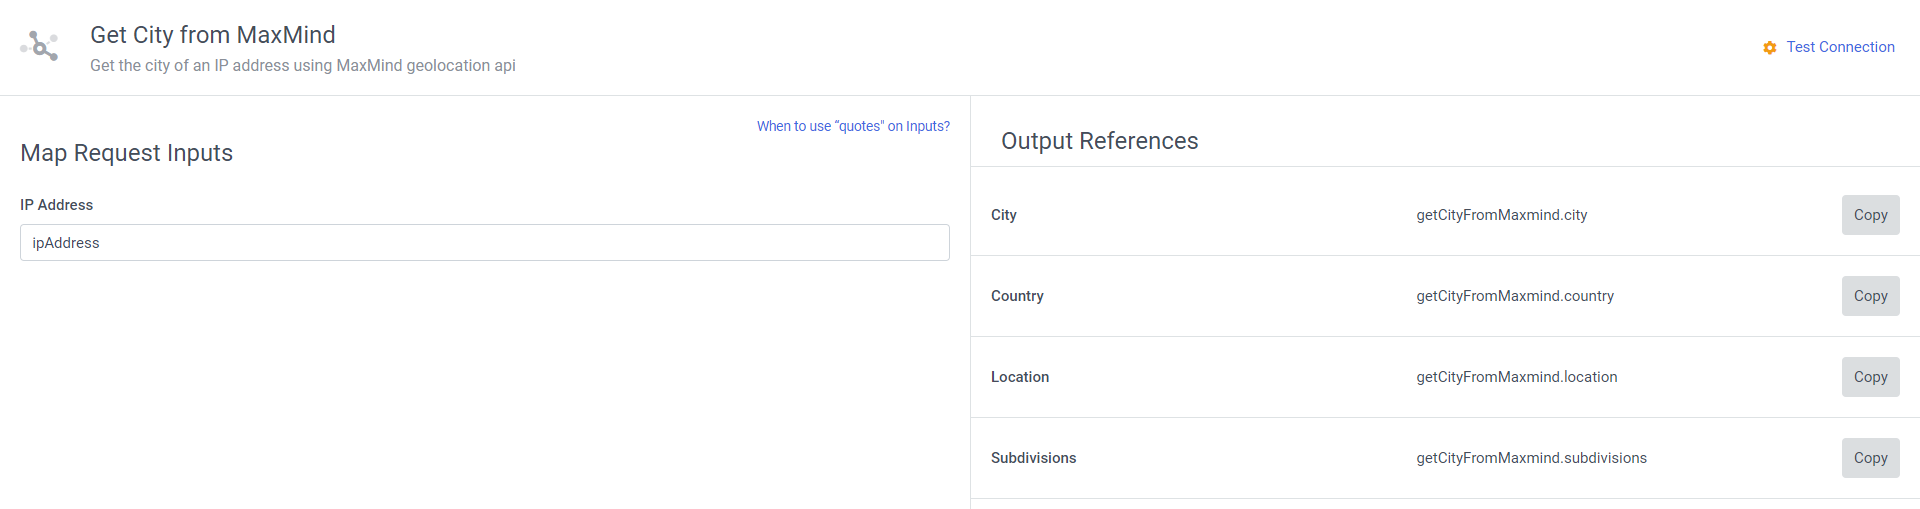 Get City from MaxMind
Get the city of an IP address using MaxMind geolocation api
Test Connection
When to use “quotes" on Inputs?
Map Request Inputs
IP Address
ipAddress
Output References
City getCityFromMaxmind.city Copy
Country getCityFromMaxmind.country Copy
Location getCityFromMaxmind.location Copy
Subdivisions getCityFromMaxmind.subdivisions Copy